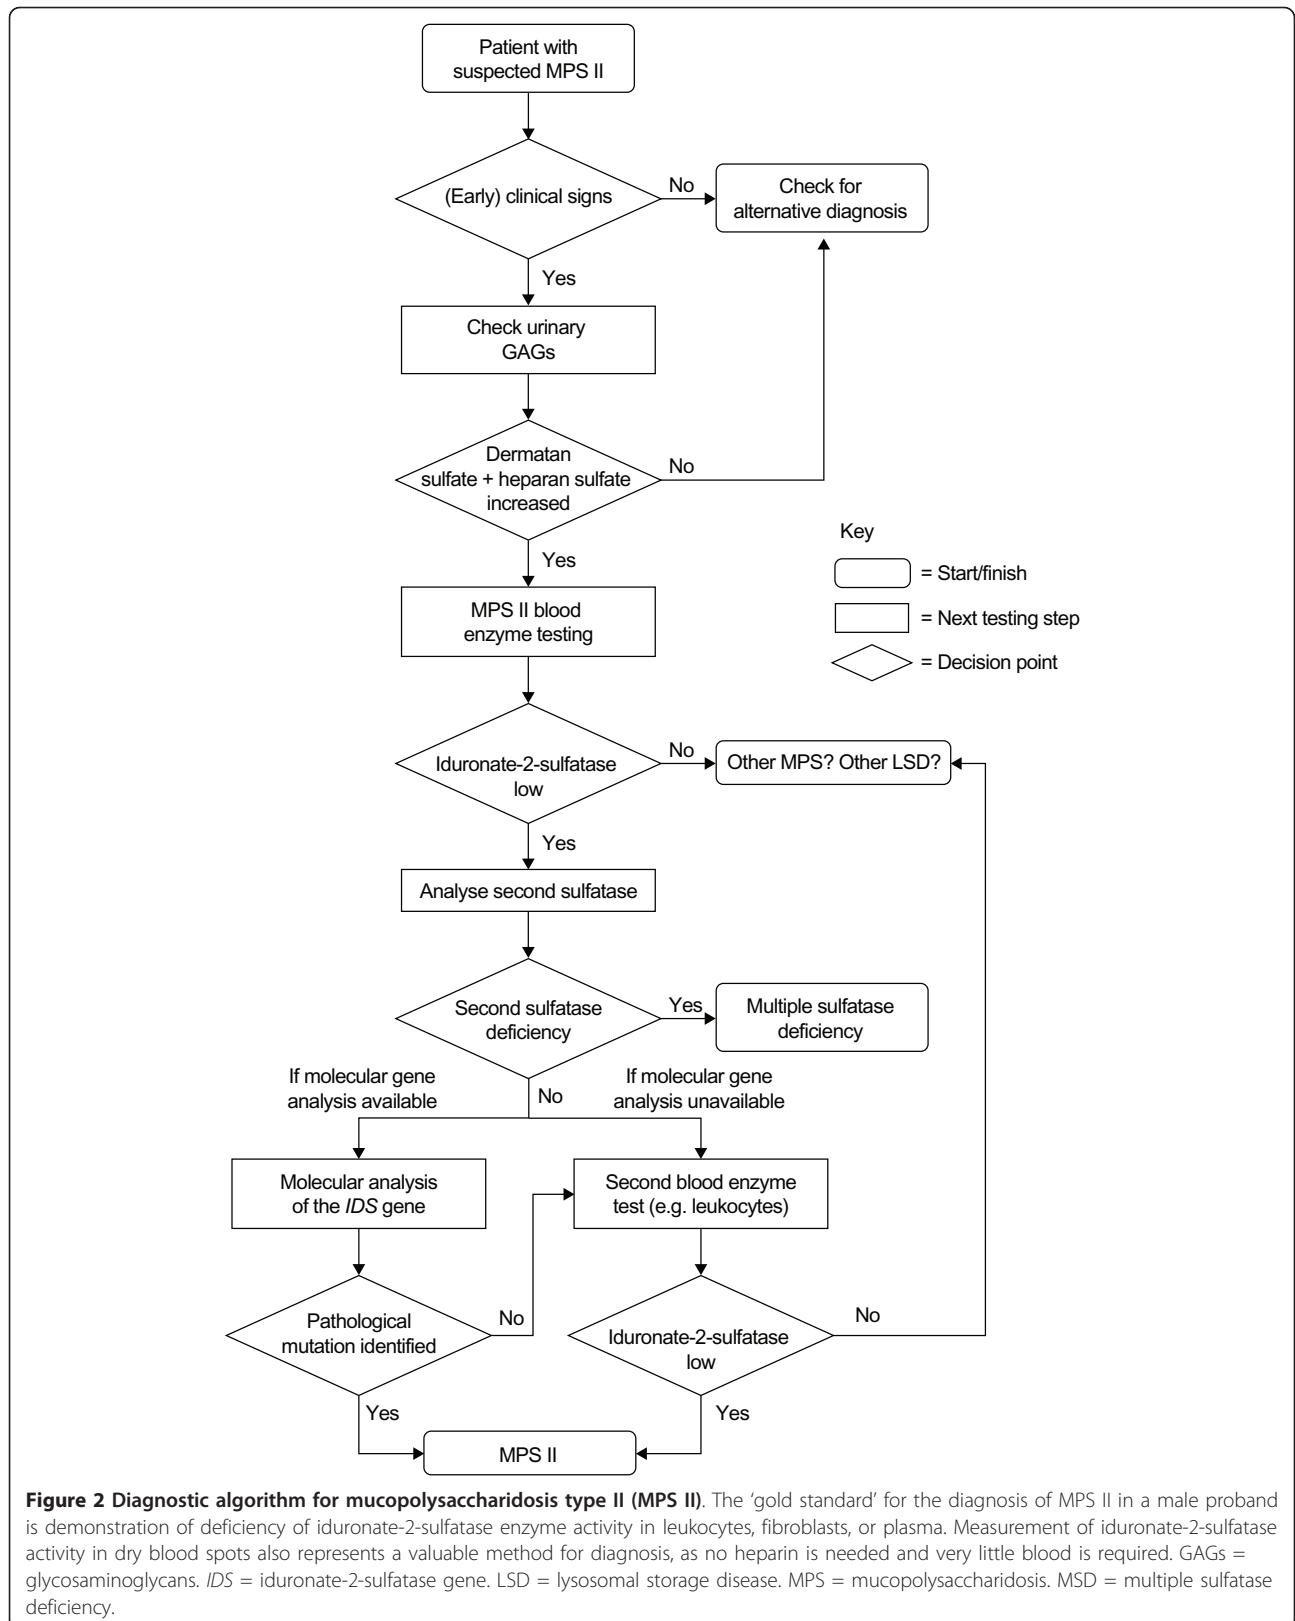 Patient with
suspected MPS II
(Early) clinical signs
No
Check for
alternative diagnosis
Yes
Check urinary
GAGs
Dermatan
sulfate + heparan sulfate
increased
No
Yes
Key
= Start/finish
= Next testing step
= Decision point
MPS II blood
enzyme testing
Iduronate-2-sulfatase
low
No
Other MPS? Other LSD?
Yes
Analyse second sulfatase
Second sulfatase
deficiency
Yes
Multiple sulfatase
deficiency
If molecular gene
analysis available
No
If molecular gene
analysis unavailable
Molecular analysis
of the IDS gene
Second blood enzyme
test (e.g. leukocytes)
Pathological
mutation identified
No
Iduronate-2-sulfatase
low
No
Yes
Yes
MPS II
Figure 2 Diagnostic algorithm for mucopolysaccharidosis type II (MPS II). The ‘gold standard’ for the diagnosis of MPS II in a male proband
is demonstration of deficiency of iduronate-2-sulfatase enzyme activity in leukocytes, fibroblasts, or plasma. Measurement of iduronate-2-sulfatase
activity in dry blood spots also represents a valuable method for diagnosis, as no heparin is needed and very little blood is required. GAGs =
glycosaminoglycans. IDS = iduronate-2-sulfatase gene. LSD = lysosomal storage disease. MPS = mucopolysaccharidosis. MSD = multiple sulfatase
deficiency.